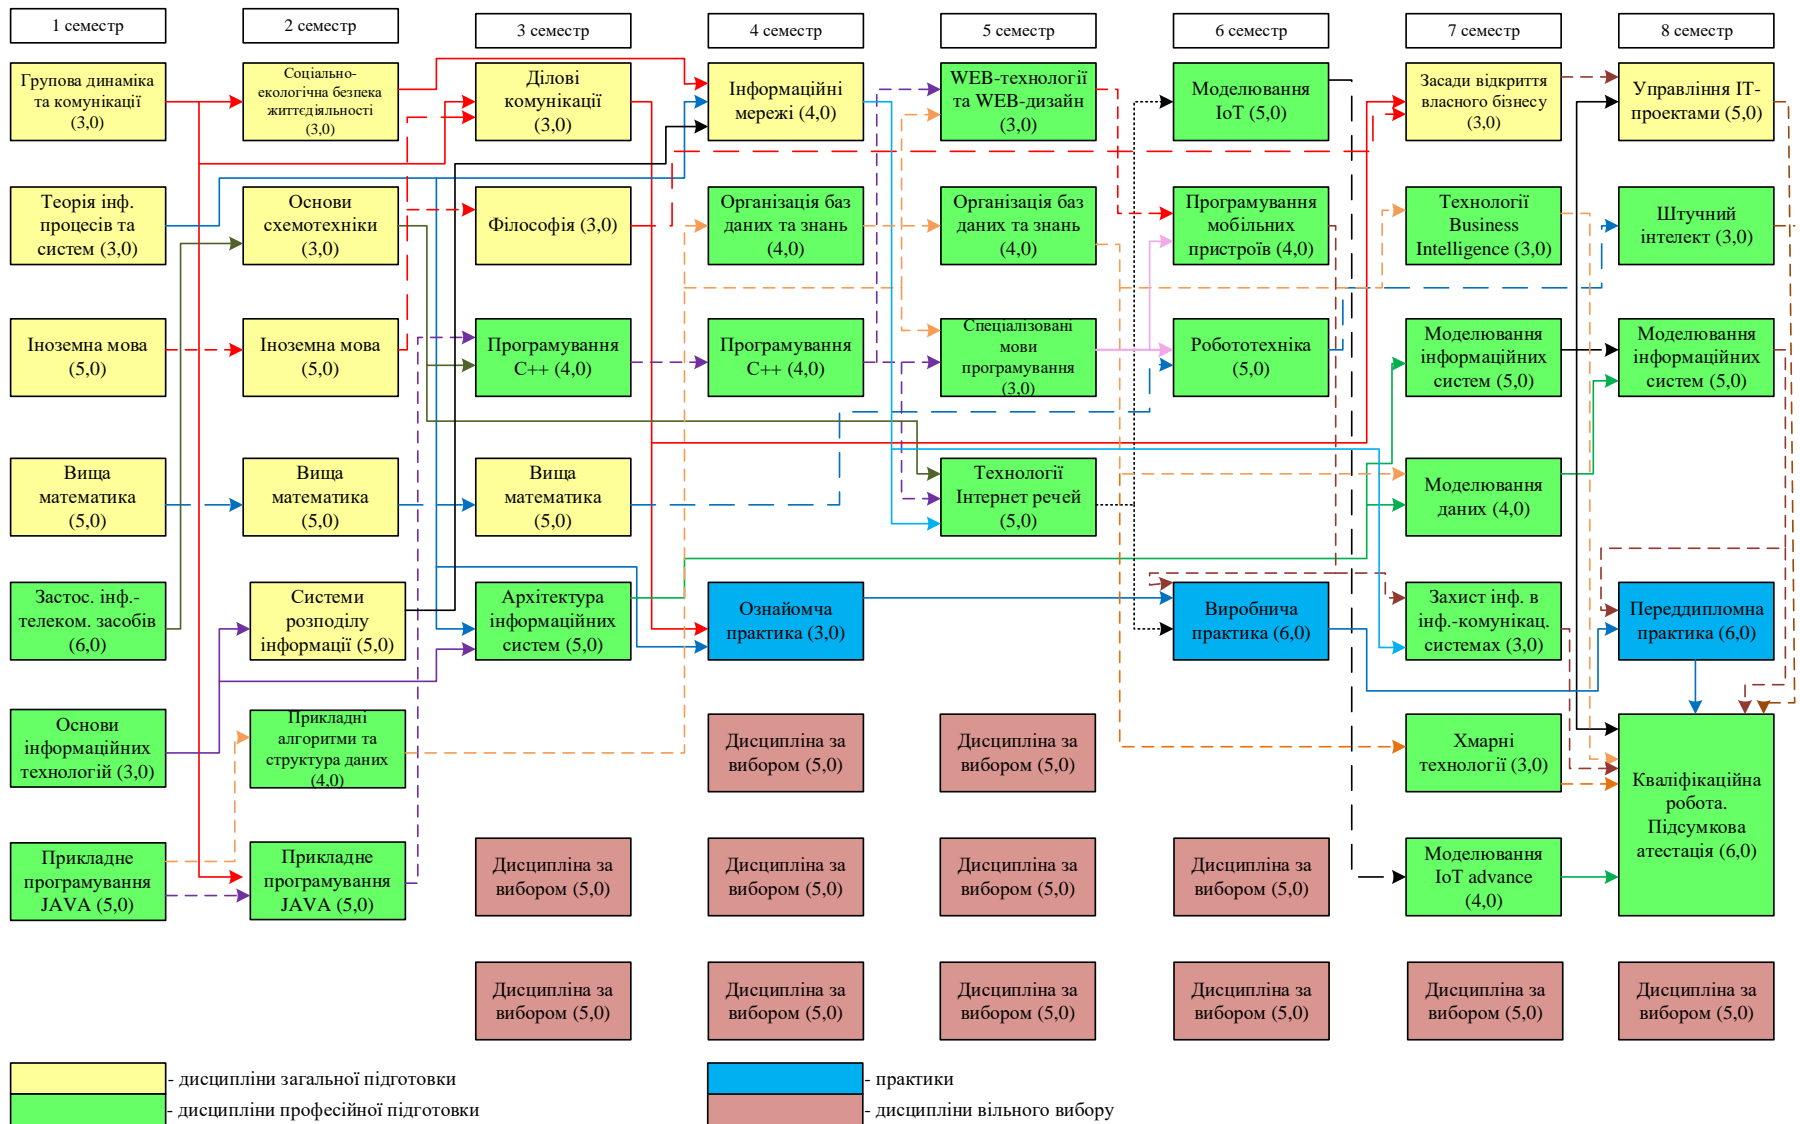 1 семестр
2 семестр
3 семестр
4 семестр
5 семестр
6 семестр
7 семестр
8 семестр
Групова динаміка
та комунікації
(3,0)
Соціально-
екологічна безпека
життєдіяльності
(3,0)
Ділові
комунікації
(3,0)
Інформаційні
мережі (4,0)
WEB-технології
та WEB-дизайн
(3,0)
Моделювання
IoT (5,0)
Засади відкриття
власного бізнесу
(3,0)
Управління ІТ-
проектами (5,0)
Теорія інф.
процесів та
систем (3,0)
Основи
схемотехніки
(3,0)
Філософія (3,0)
Організація баз
даних та знань
(4,0)
Організація баз
даних та знань
(4,0)
Програмування
мобільних
пристроїв (4,0)
Технології
Business
Intelligence (3,0)
Штучний
інтелект (3,0)
Іноземна мова
(5,0)
Іноземна мова
(5,0)
Програмування
C++ (4,0)
Програмування
C++ (4,0)
Спеціалізовані
мови
програмування
(3,0)
Робототехніка
(5,0)
Моделювання
інформаційних
систем (5,0)
Моделювання
інформаційних
систем (5,0)
Вища
математика
(5,0)
Вища
математика
(5,0)
Вища
математика
(5,0)
Технології
Інтернет речей
(5,0)
Моделювання
даних (4,0)
Застос. інф.-
телеком. засобів
(6,0)
Системи
розподілу
інформації (5,0)
Архітектура
інформаційних
систем (5,0)
Ознайомча
практика (3,0)
Виробнича
практика (6,0)
Захист інф. в
інф.-комунікац.
системах (3,0)
Переддипломна
практика (6,0)
Основи
інформаційних
технологій (3,0)
Прикладні
алгоритми та
структура даних
(4,0)
Дисципліна за
вибором (5,0)
Дисципліна за
вибором (5,0)
Хмарні
технології (3,0)
Кваліфікаційна
робота.
Підсумкова
атестація (6,0)
Прикладне
програмування
JAVA (5,0)
Прикладне
програмування
JAVA (5,0)
Дисципліна за
вибором (5,0)
Дисципліна за
вибором (5,0)
Дисципліна за
вибором (5,0)
Дисципліна за
вибором (5,0)
Моделювання
IoT advance
(4,0)
Дисципліна за
вибором (5,0)
Дисципліна за
вибором (5,0)
Дисципліна за
вибором (5,0)
Дисципліна за
вибором (5,0)
Дисципліна за
вибором (5,0)
Дисципліна за
вибором (5,0)
- дисципліни загальної підготовки
- практики
- дисципліни професійної підготовки
- дисципліни вільного вибору